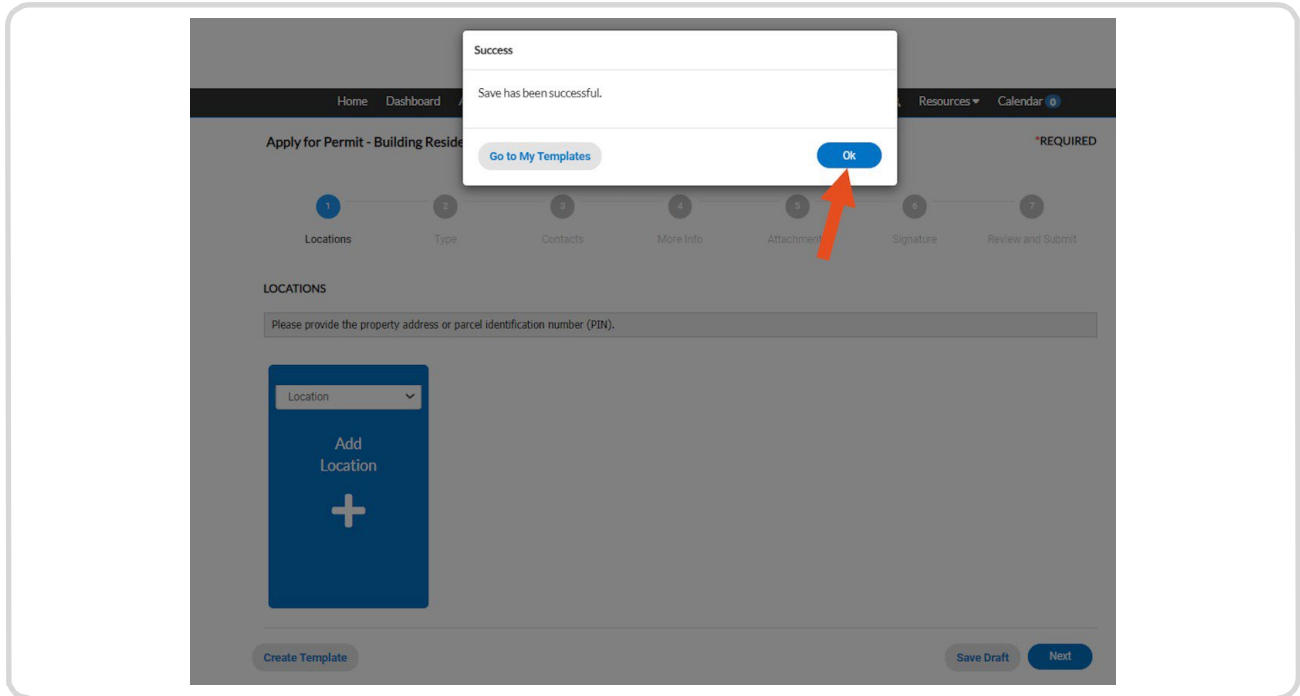 Success
Save has been successful.
Home Dashboard Resources Calendar 0
Apply for Permit - Building Reside *REQUIRED
Go to My Templates Ok
1 2 3 4 5 6 7
Locations Type Contacts More Info Attachment Signature Review and Submit
LOCATIONS
Please provide the property address or parcel identification number (PIN).
Location
Add
Location
Create Template Save Draft Next